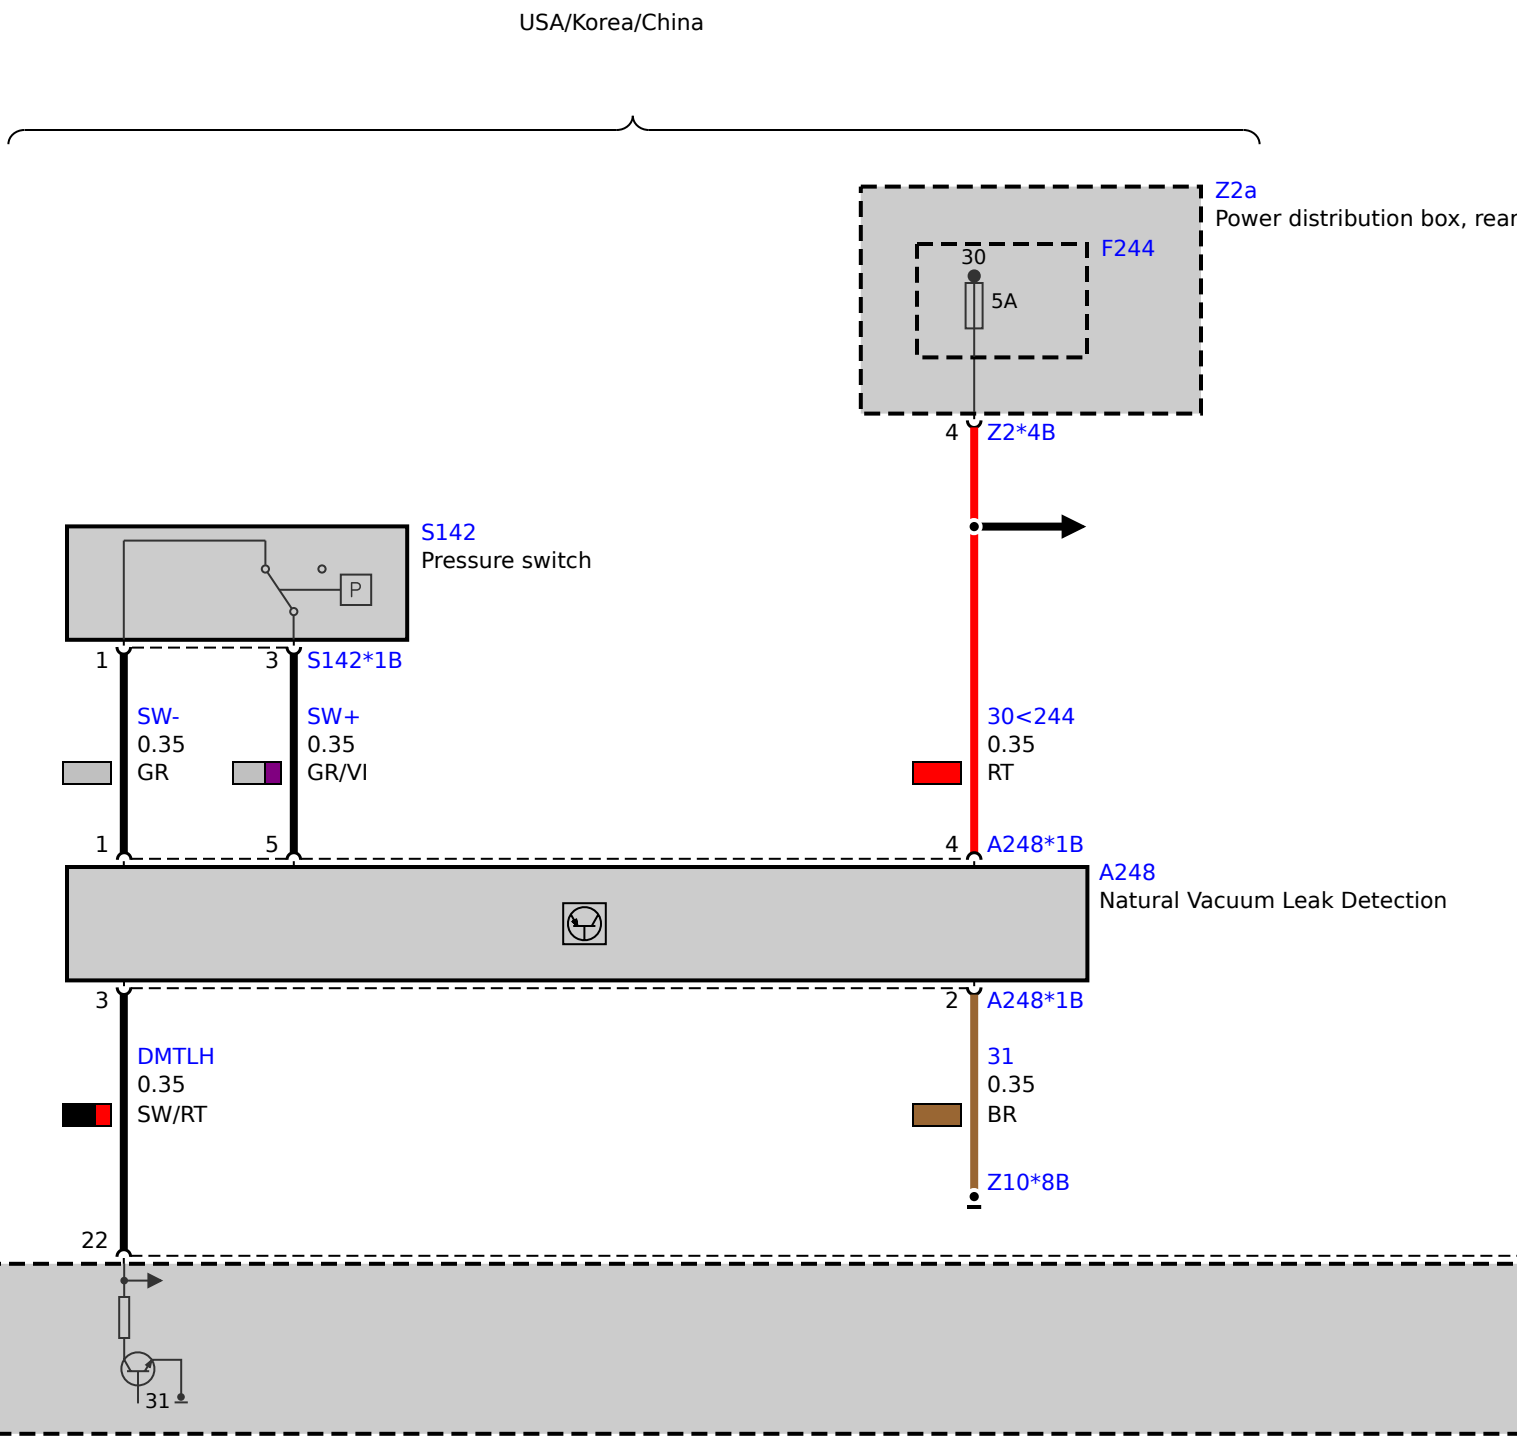 USA/Korea/China
Z2a
Power distribution box, rear
F244
30
5A
4 Z2*4B
S142
Pressure switch
P
1 3 S142*1B
SW- SW+ 30<244
0.35 0.35 0.35
GR GR/VI RT
1 5 4 A248*1B
A248
Natural Vacuum Leak Detection
3 2 A248*1B
DMTLH 31
0.35 0.35
SW/RT BR
Z10*8B
22
31